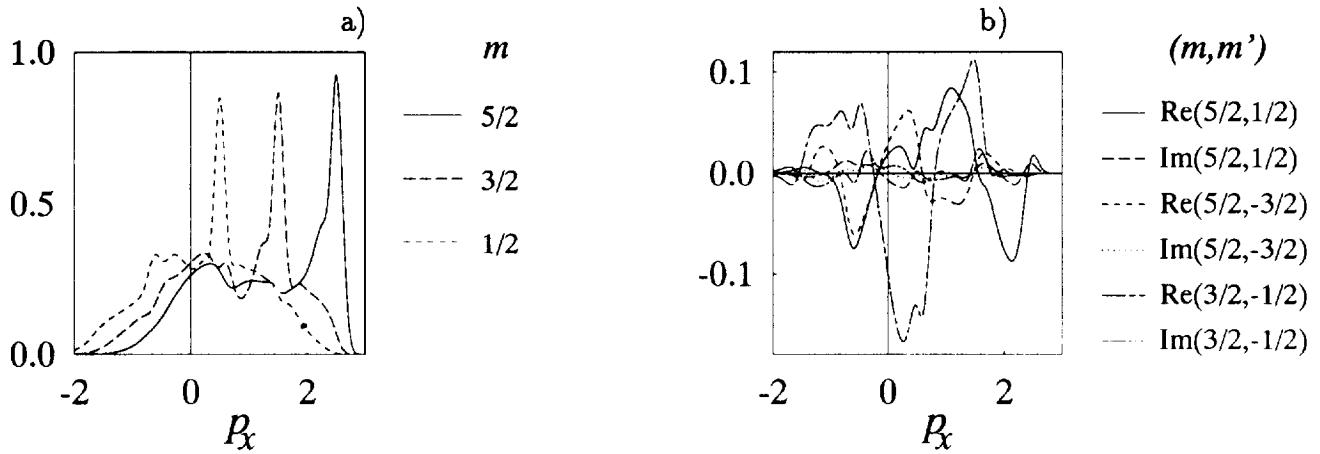 a)
m
1.0
0.5
0.0
5/2
3/2
1/2
-2
0
2
pₓ
b)
(m,m')
0.1
0.0
-0.1
Re(5/2,1/2)
Im(5/2,1/2)
Re(5/2,-3/2)
Im(5/2,-3/2)
Re(3/2,-1/2)
Im(3/2,-1/2)
-2
0
2
pₓ